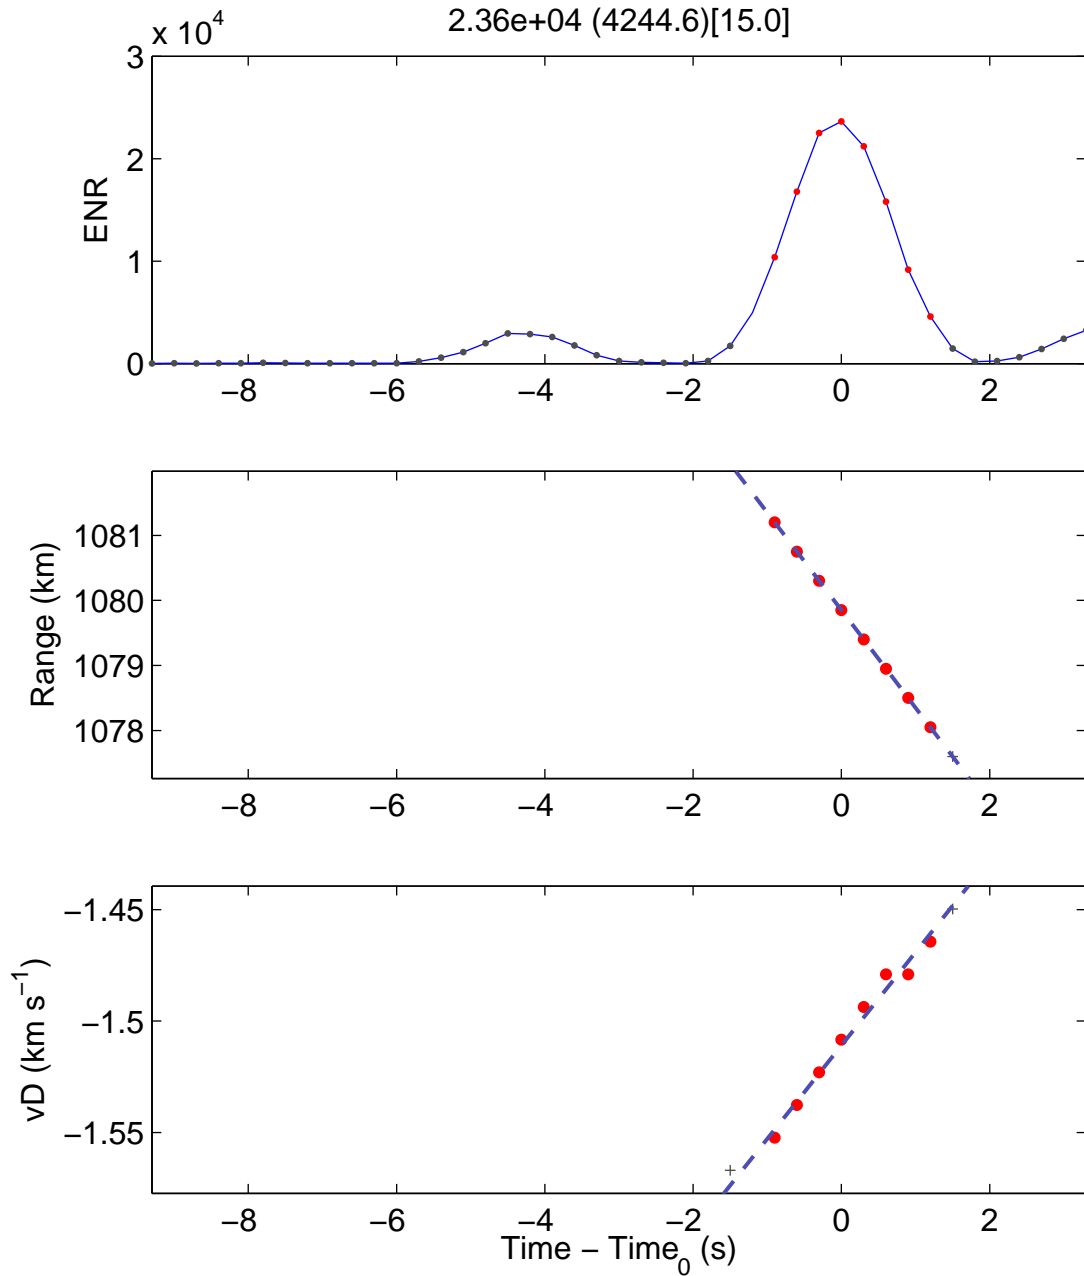 2.36e+04 (4244.6)[15.0]
x 10^4
3
2
1
0
ENR
−8 −6 −4 −2 0 2
1081
1080
1079
1078
Range (km)
−8 −6 −4 −2 0 2
−1.45
−1.5
−1.55
vD (km s^−1)
−8 −6 −4 −2 0 2
Time − Time_0 (s)